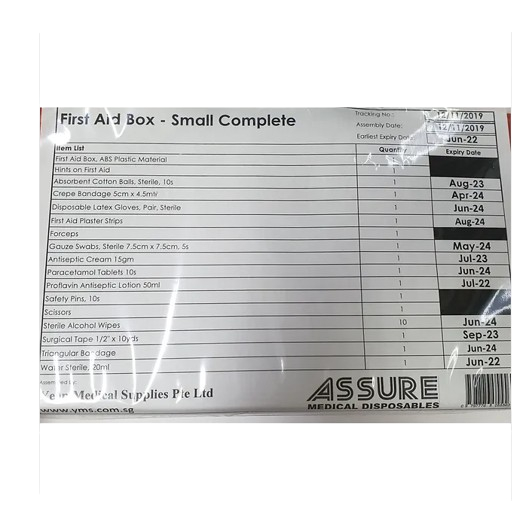 First Aid Box - Small Complete
Tracking No.: 12/11/2019
Assembly Date: 12/11/2019
Earliest Expiry Date: Jun-22
Item List Quantity Expiry Date
First Aid Box, ABS Plastic Material 1
Hints on First Aid 1
Absorbent Cotton Balls, Sterile, 10s 1 Aug-23
Crepe Bandage 5cm x 4.5m 1 Apr-24
Disposable Latex Gloves, Pair, Sterile 1 Jun-24
First Aid Plaster Strips 1 Aug-24
Forceps 1
Gauze Swabs, Sterile 7.5cm x 7.5cm, 5s 1 May-24
Antiseptic Cream 15gm 1 Jul-23
Paracetamol Tablets 10s 1 Jun-24
Proflavin Antiseptic Lotion 50ml 1 Jul-22
Safety Pins, 10s 1
Scissors 1
Sterile Alcohol Wipes 10 Jun-24
Surgical Tape 1/2" x 10yds 1 Sep-23
Triangular Bandage 1 Jun-24
Water Sterile, 20ml 1 Jun-22
Assembled by:
Medical Supplies Pte Ltd
www.yms.com.sg
ASSURE
MEDICAL DISPOSABLES